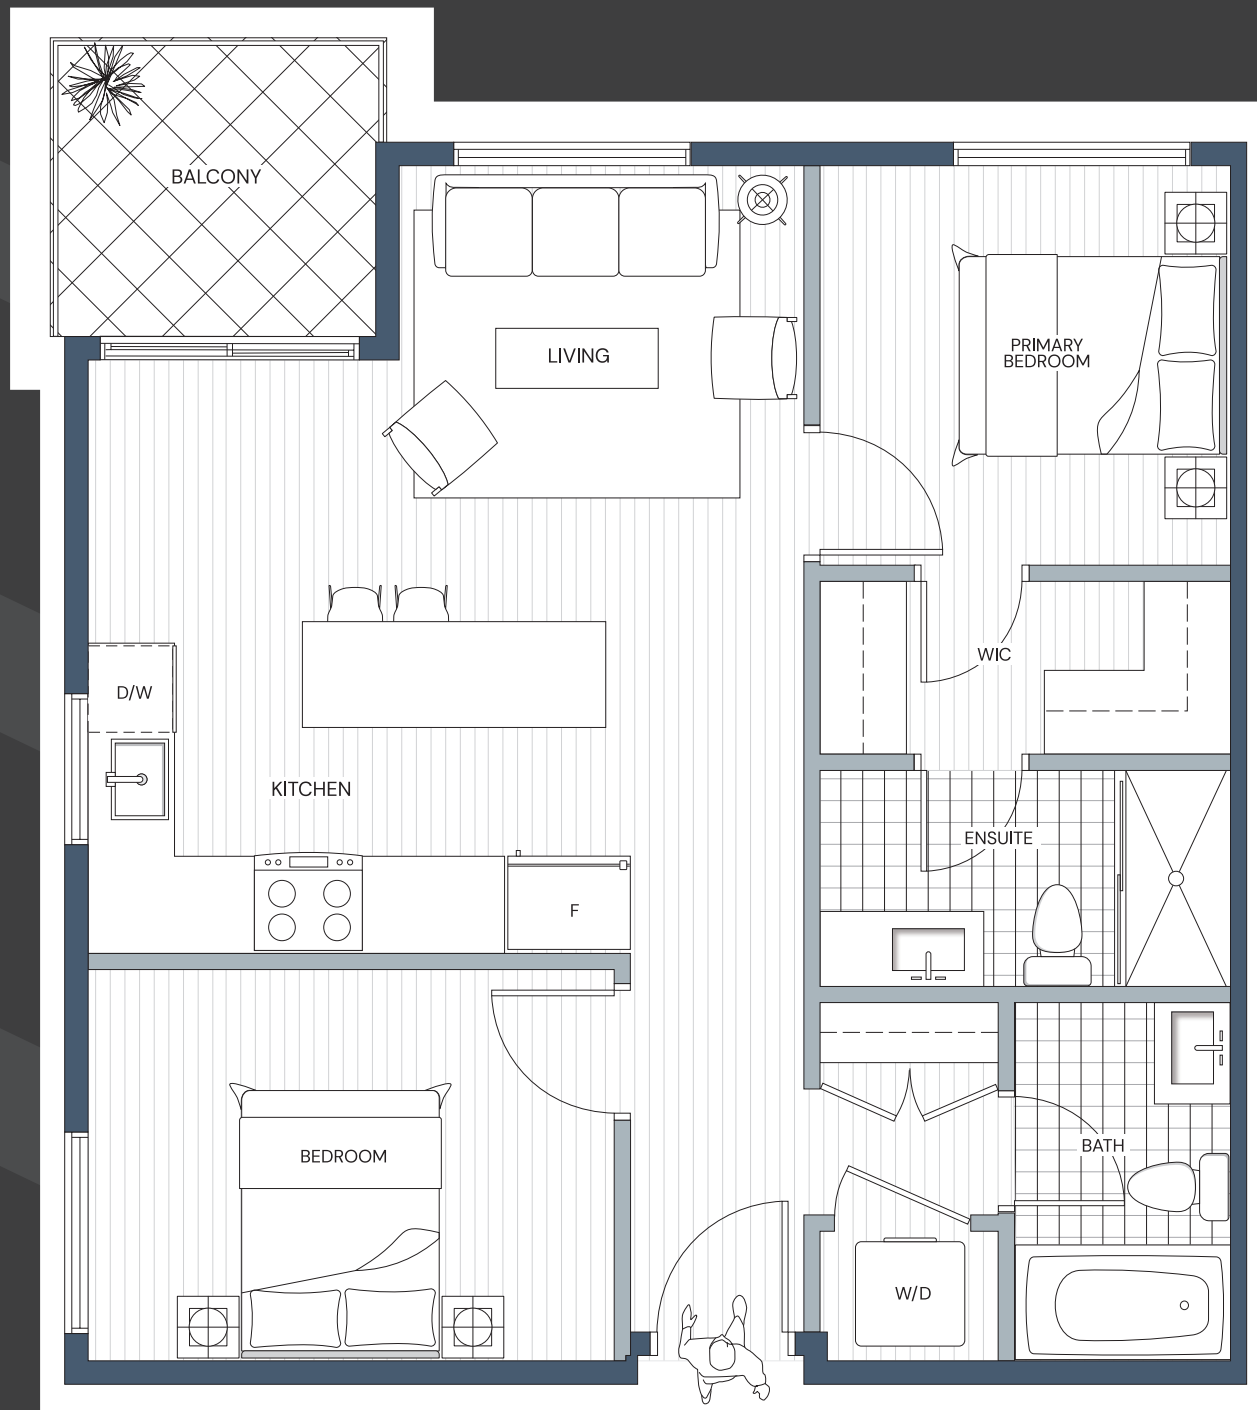 BALCONY
LIVING
PRIMARY
BEDROOM
WIC
D/W
KITCHEN
ENSUITE
F
BATH
BEDROOM
W/D